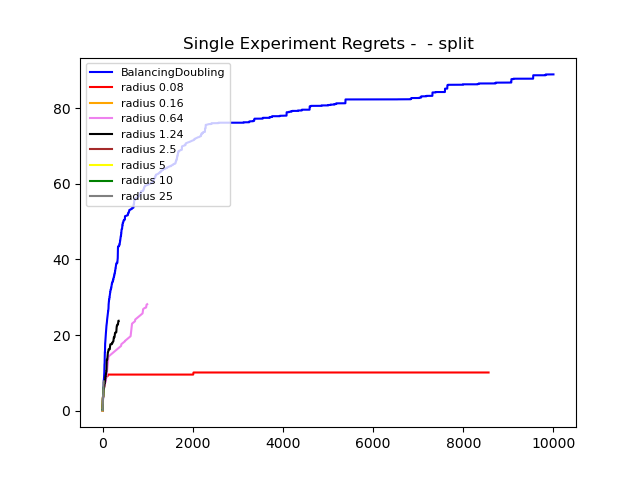 Single Experiment Regrets -  - split
BalancingDoubling
radius 0.08
radius 0.16
radius 0.64
radius 1.24
radius 2.5
radius 5
radius 10
radius 25
80
60
40
20
0
0 2000 4000 6000 8000 10000